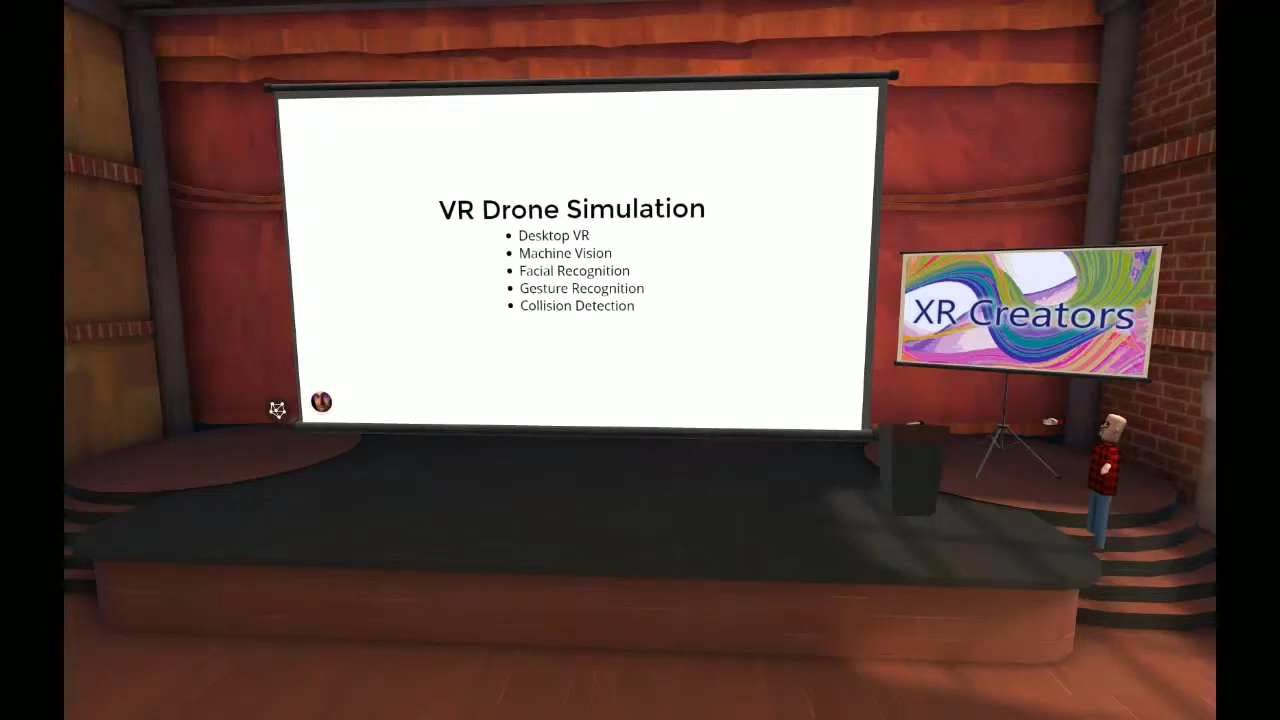 VR Drone Simulation
• Desktop VR
• Machine Vision
• Facial Recognition
• Gesture Recognition
• Collision Detection
XR Creators